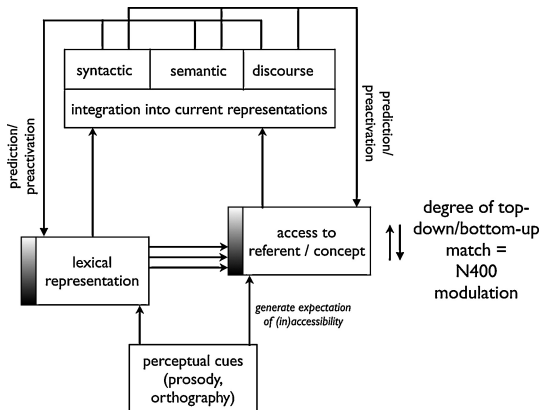 syntactic
semantic
discourse
integration into current representations
prediction/
preactivation
prediction/
preactivation
lexical
representation
access to
referent / concept
degree of top-
down/bottom-up
match =
N400
modulation
generate expectation
of (in)accessibility
perceptual cues
(prosody,
orthography)